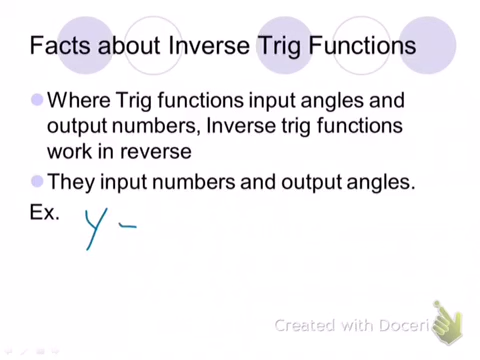 Facts about Inverse Trig Functions
Where Trig functions input angles and
output numbers, Inverse trig functions
work in reverse
They input numbers and output angles.
Ex. y -
Created with Doceri